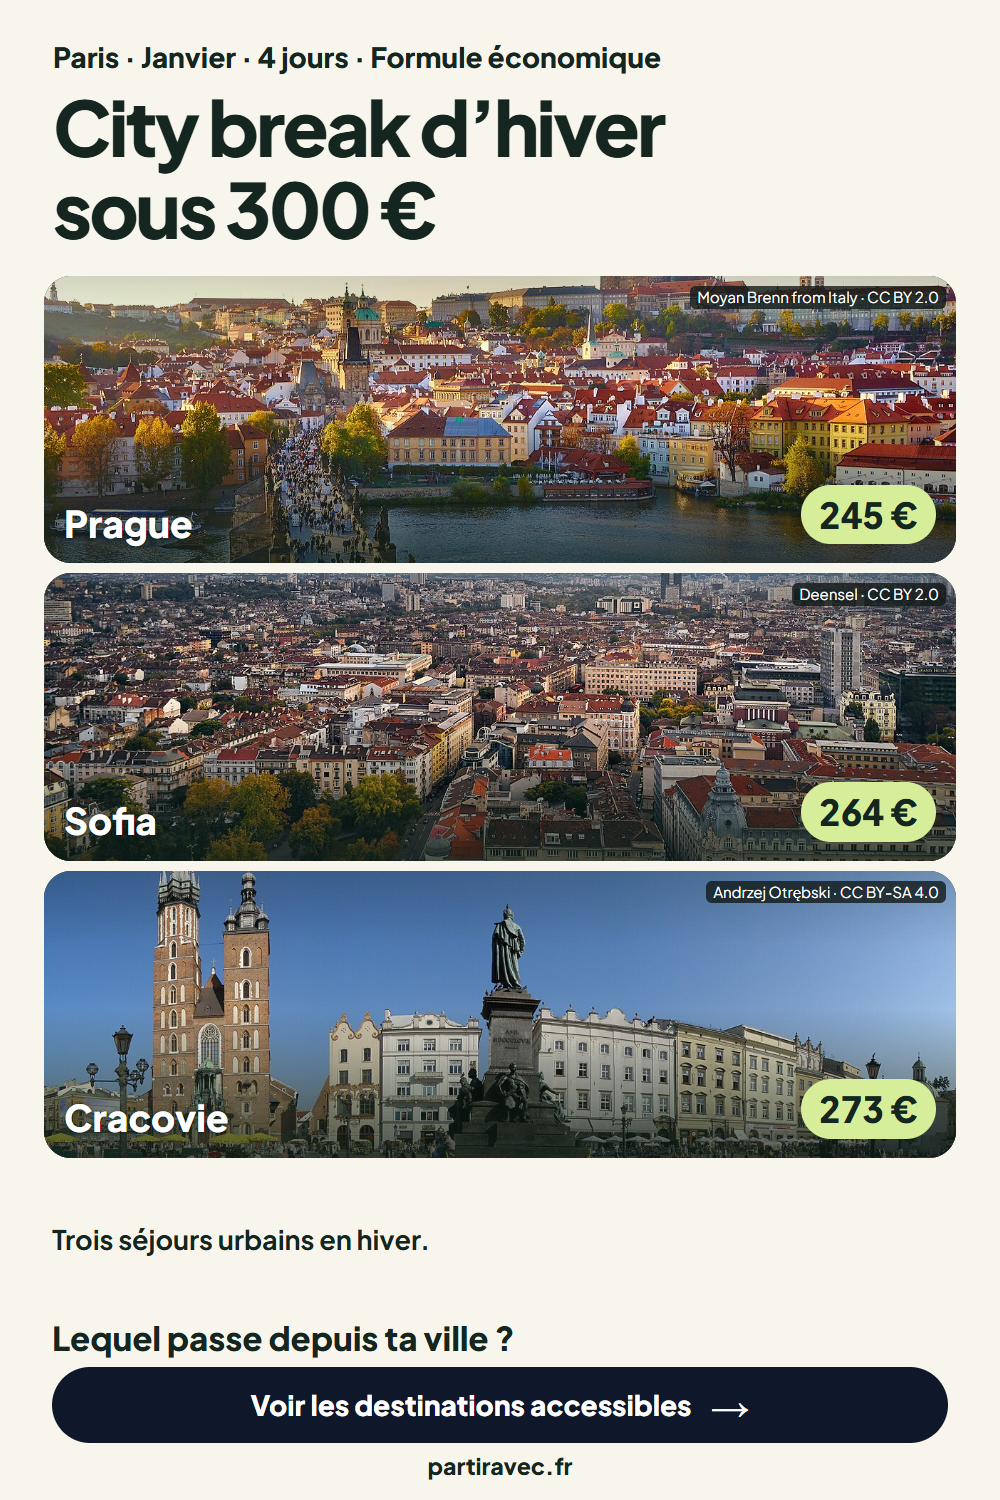 Paris · Janvier · 4 jours · Formule économique
City break d’hiver
sous 300 €
Moyan Brenn from Italy · CC BY 2.0
Prague
245 €
Deensel · CC BY 2.0
Sofia
264 €
Andrzej Otrębski · CC BY-SA 4.0
Cracovie
273 €
Trois séjours urbains en hiver.
Lequel passe depuis ta ville ?
Voir les destinations accessibles →
partiravec.fr